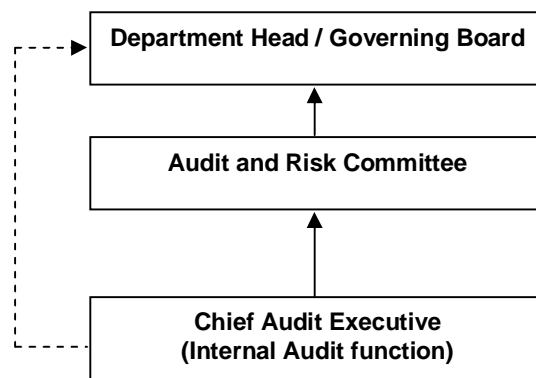 Department Head / Governing Board
Audit and Risk Committee
Chief Audit Executive
(Internal Audit function)